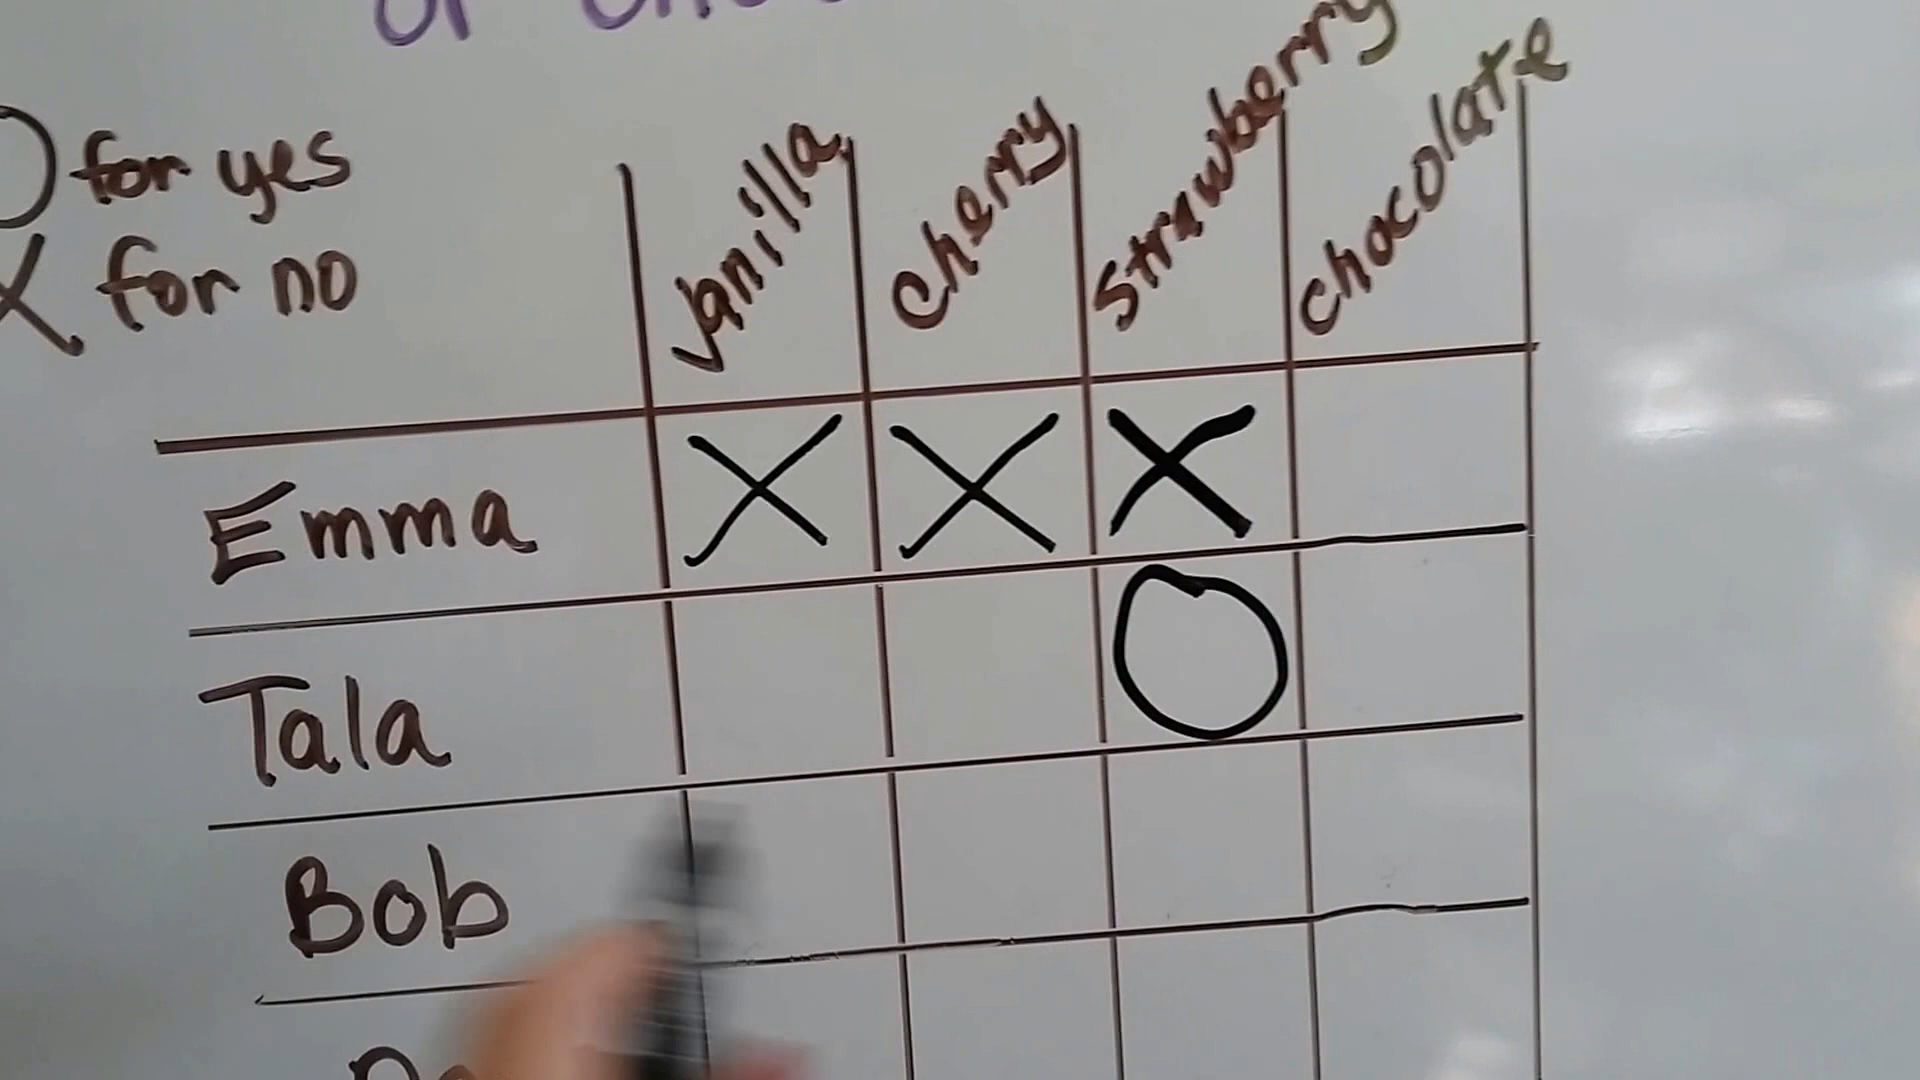 O for yes
X for no
Vanilla
Cherry
Strawberry
chocolate
Emma X X X
Tala O
Bob